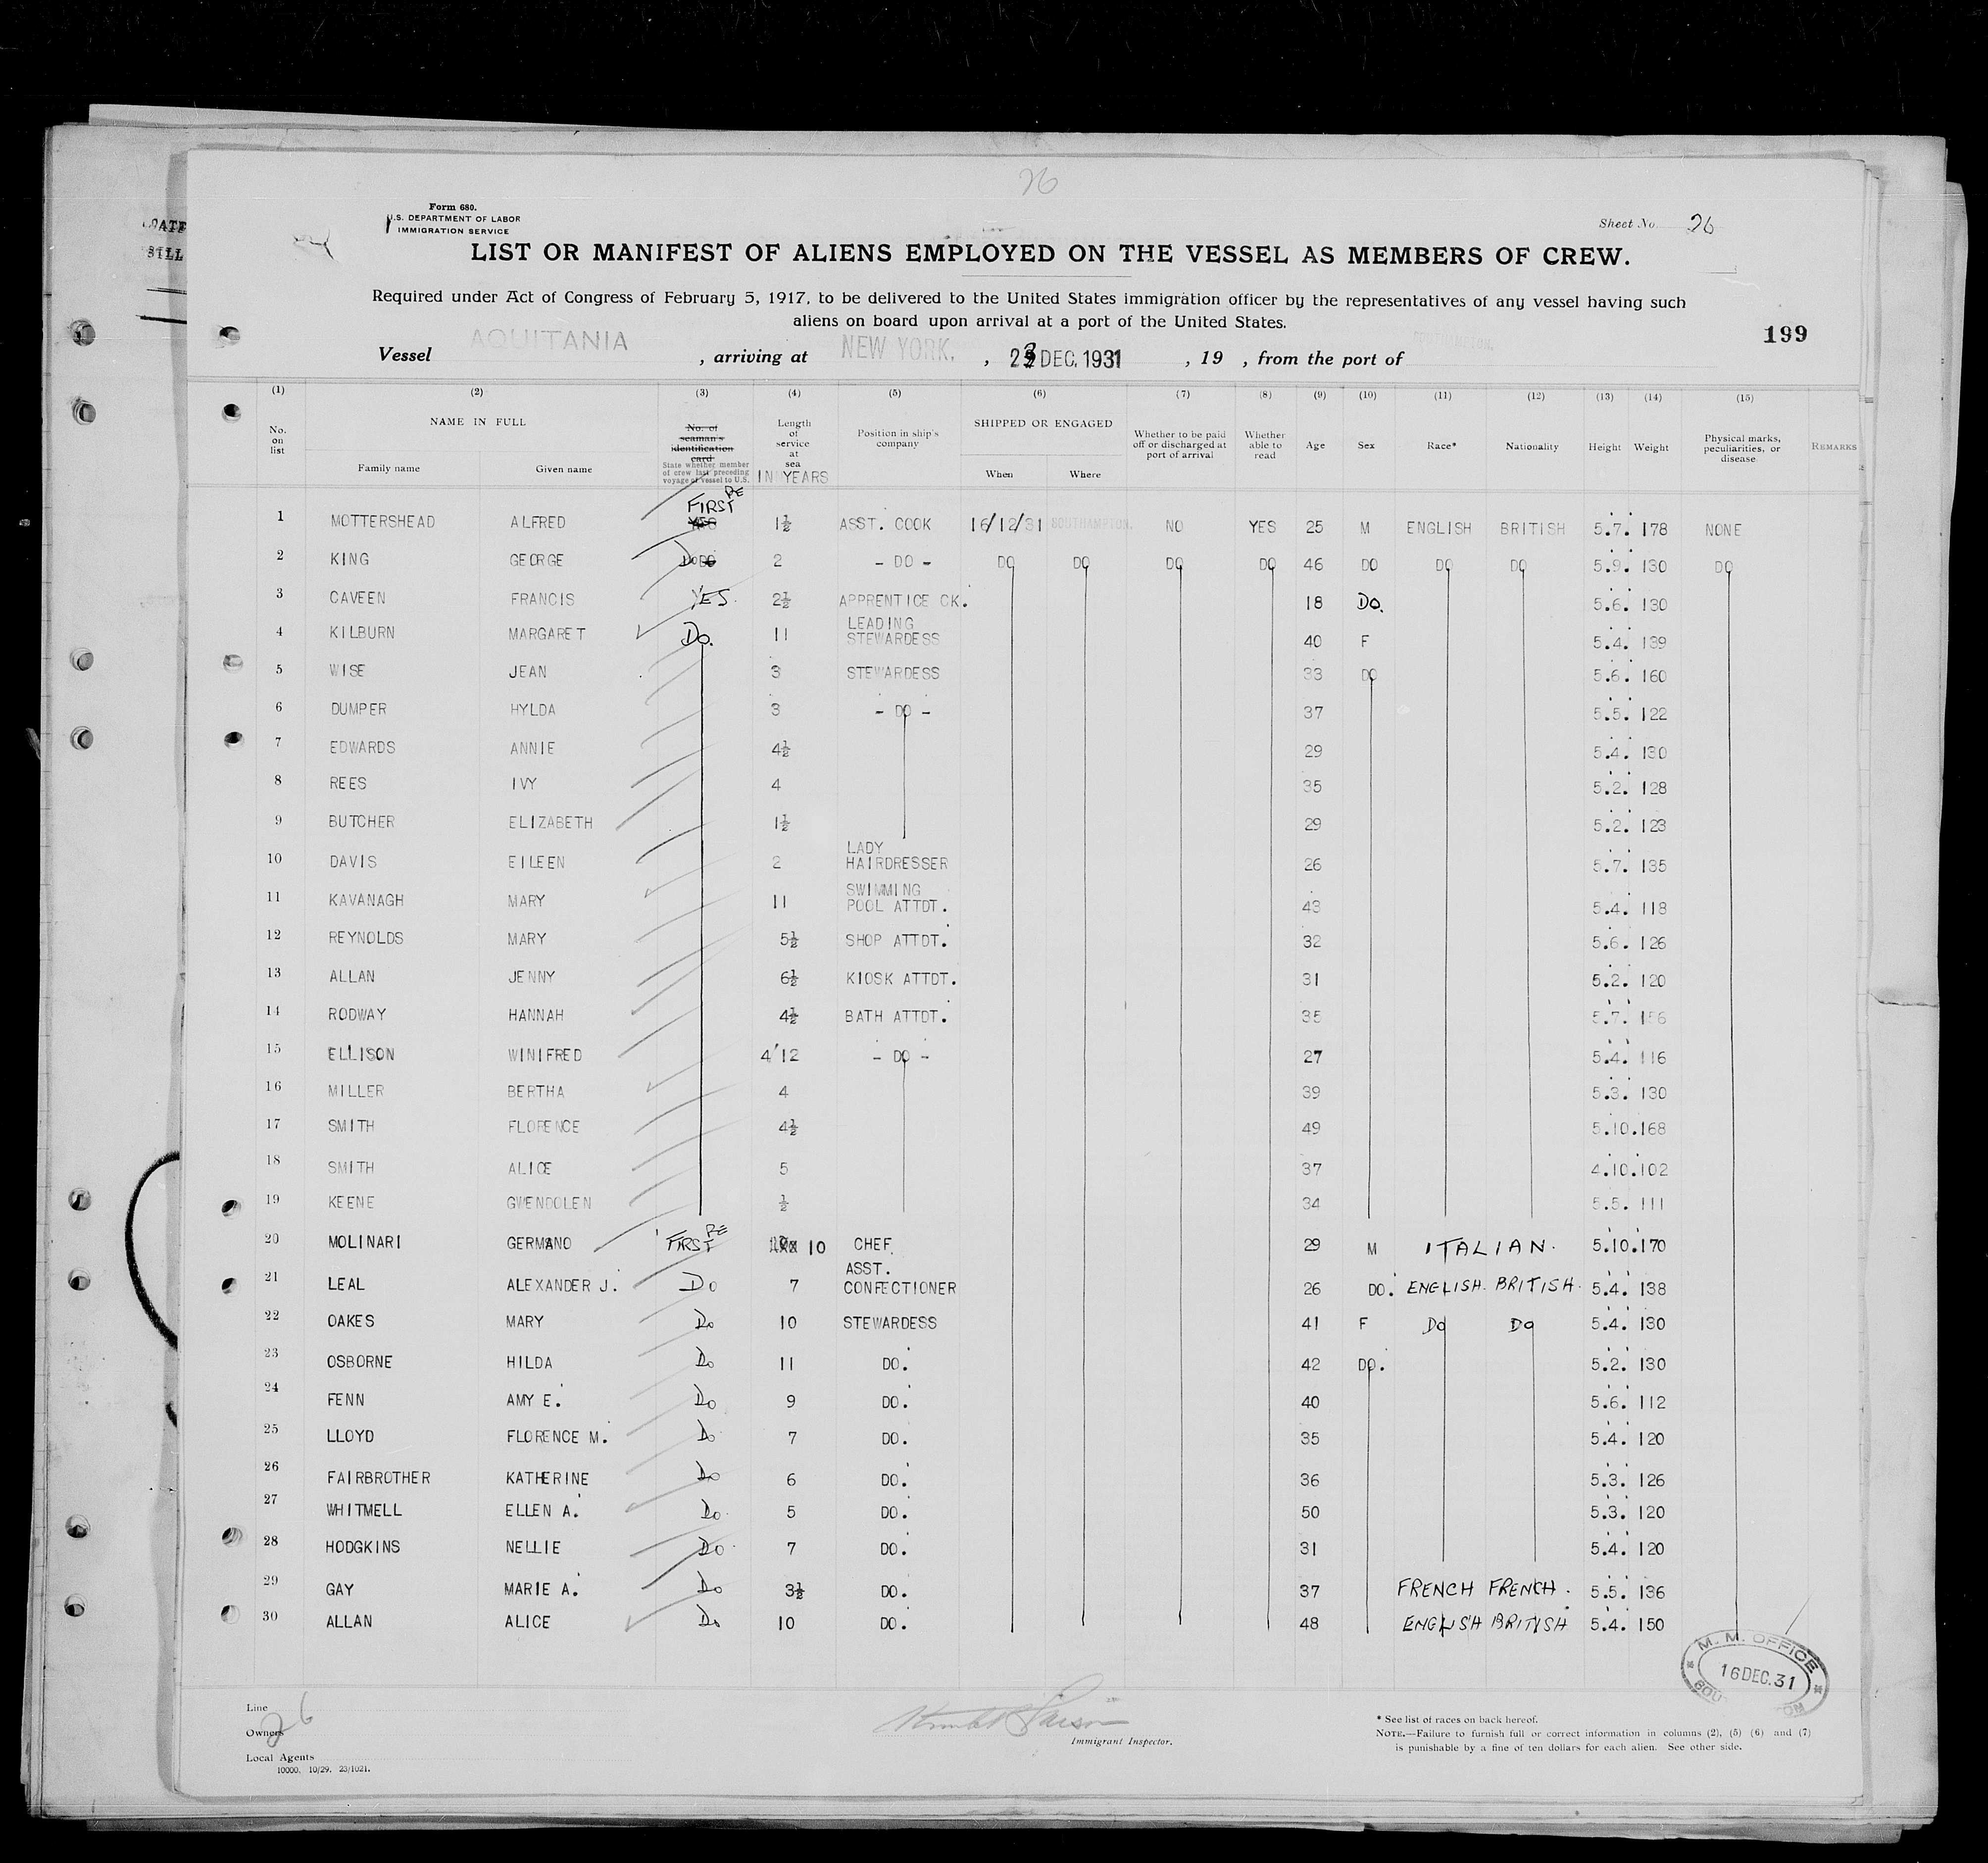 26
Form 680.
U.S. DEPARTMENT OF LABOR
IMMIGRATION SERVICE
Sheet No. 26
LIST OR MANIFEST OF ALIENS EMPLOYED ON THE VESSEL AS MEMBERS OF CREW.
Required under Act of Congress of February 5, 1917, to be delivered to the United States immigration officer by the representatives of any vessel having such
aliens on board upon arrival at a port of the United States.
199
Vessel AQUITANIA, arriving at NEW YORK, 23 DEC, 1931, 19 , from the port of
(1) (2) (3) (4) (5) (6) (7) (8) (9) (10) (11) (12) (13) (14) (15)
No. on list NAME IN FULL Family name Given name No. of seaman's identification card State whether member of crew last preceding voyage of vessel to U.S. Length of service at sea IN YEARS Position in ship's company SHIPPED OR ENGAGED When Where Whether to be paid off or discharged at port of arrival Whether able to read Age Sex Race* Nationality Height Weight Physical marks, peculiarities, or disease REMARKS
1 MOTTERSHEAD ALFRED FIRST RE YES 1½ ASST. COOK 16/12/31 SOUTHAMPTON. NO YES 25 M ENGLISH BRITISH 5.7. 178 NONE
2 KING GEORGE DO DO 2 - DO - DO DO DO DO 46 DO DO DO 5.9. 130 DO
3 CAVEEN FRANCIS YES. 2½ APPRENTICE CK. 18 DO. 5.6. 130
4 KILBURN MARGARET DO. 11 LEADING STEWARDESS 40 F 5.4. 139
5 WISE JEAN 3 STEWARDESS 33 DO 5.6. 160
6 DUMPER HYLDA 3 - DO - 37 5.5. 122
7 EDWARDS ANNIE 4½ 29 5.4. 130
8 REES IVY 4 35 5.2. 128
9 BUTCHER ELIZABETH 1½ 29 5.2. 123
10 DAVIS EILEEN 2 LADY HAIRDRESSER 26 5.7. 135
11 KAVANAGH MARY 11 SWIMMING POOL ATTDT. 43 5.4. 118
12 REYNOLDS MARY 5½ SHOP ATTDT. 32 5.6. 126
13 ALLAN JENNY 6½ KIOSK ATTDT. 31 5.2. 120
14 RODWAY HANNAH 4½ BATH ATTDT. 35 5.7.
15 ELLISON WINIFRED 4/12 - DO - 27 5.4. 116
16 MILLER BERTHA 4 39 5.3. 130
17 SMITH FLORENCE 4½ 49 5.10. 168
18 SMITH ALICE 5 37 4.10. 102
19 KEENE GWENDOLEN ½ 34 5.5. 111
20 MOLINARI GERMANO FIRST RE 10 CHEF. 29 M ITALIAN. 5.10. 170
21 LEAL ALEXANDER J. DO 7 ASST. CONFECTIONER 26 DO. ENGLISH. BRITISH. 5.4. 138
22 OAKES MARY Do 10 STEWARDESS 41 F DO DO 5.4. 130
23 OSBORNE HILDA Do 11 DO. 42 DO. 5.2. 130
24 FENN AMY E. Do 9 DO. 40 5.6. 112
25 LLOYD FLORENCE M. Do 7 DO. 35 5.4. 120
26 FAIRBROTHER KATHERINE Do 6 DO. 36 5.3. 126
27 WHITMELL ELLEN A. Do 5 DO. 50 5.3. 120
28 HODGKINS NELLIE Do 7 DO. 31 5.4. 120
29 GAY MARIE A. Do 3½ DO. 37 FRENCH FRENCH. 5.5. 136
30 ALLAN ALICE Do 10 DO. 48 ENGLISH BRITISH 5.4. 150
M. M. OFFICE
16 DEC. 31
Line
Owners
26
Local Agents
10000. 10/29. 23/1021.
Immigrant Inspector.
* See list of races on back hereof.
NOTE.—Failure to furnish full or correct information in columns (2), (5) (6) and (7)
is punishable by a fine of ten dollars for each alien. See other side.